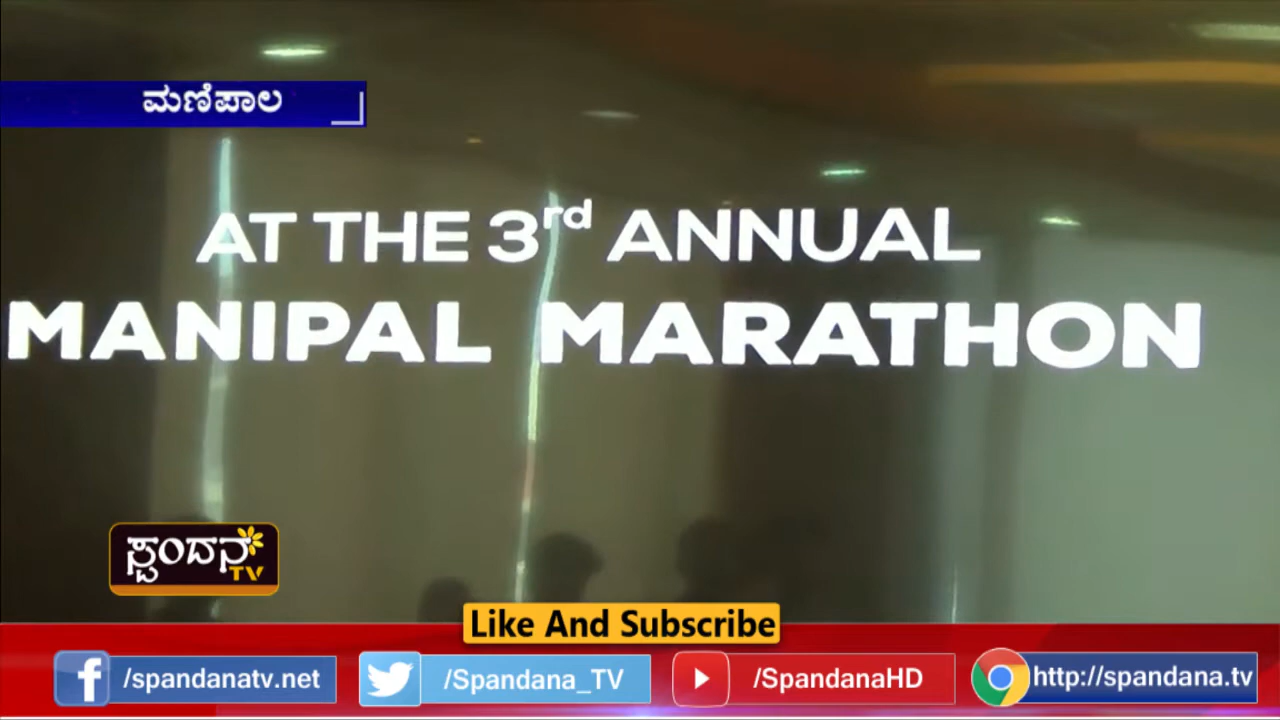 ಮಣಿಪಾಲ
AT THE 3rd ANNUAL
MANIPAL MARATHON
ಸ್ಪಂದನ
TV
Like And Subscribe
/spandanatv.net
/Spandana_TV
/SpandanaHD
http://spandana.tv